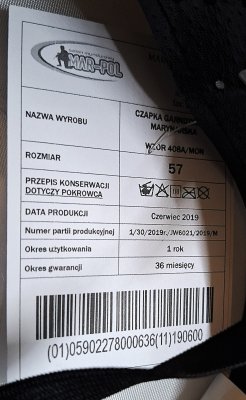 MAR-POL
NAZWA WYROBU
CZAPKA GARNIZONOWA
MARYNARSKA
WZÓR 408A/MON
ROZMIAR
57
PRZEPIS KONSERWACJI
DOTYCZY POKROWCA
DATA PRODUKCJI
Czerwiec 2019
Numer partii produkcyjnej
1/30/2019r./JW6021/2019/M
Okres użytkowania
1 rok
Okres gwarancji
36 miesięcy
(01)05902278000636(11)190600